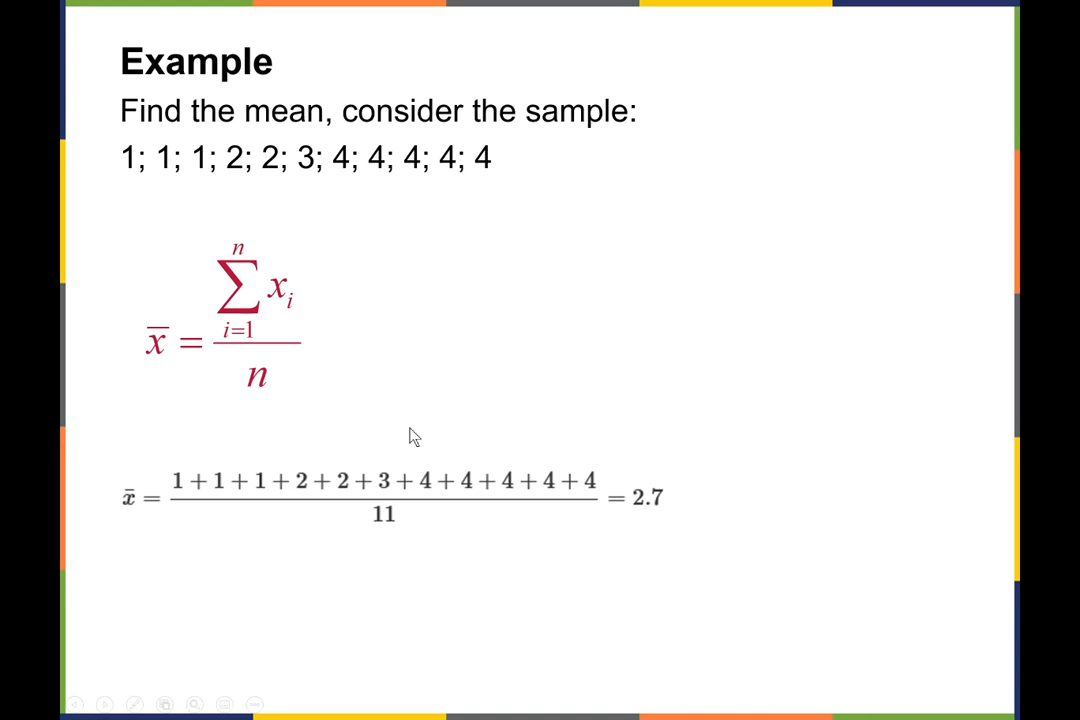 Example
Find the mean, consider the sample:
1; 1; 1; 2; 2; 3; 4; 4; 4; 4; 4
n
∑ xᵢ
i=1
x̄ =
n
1 + 1 + 1 + 2 + 2 + 3 + 4 + 4 + 4 + 4 + 4
x̄ = = 2.7
11